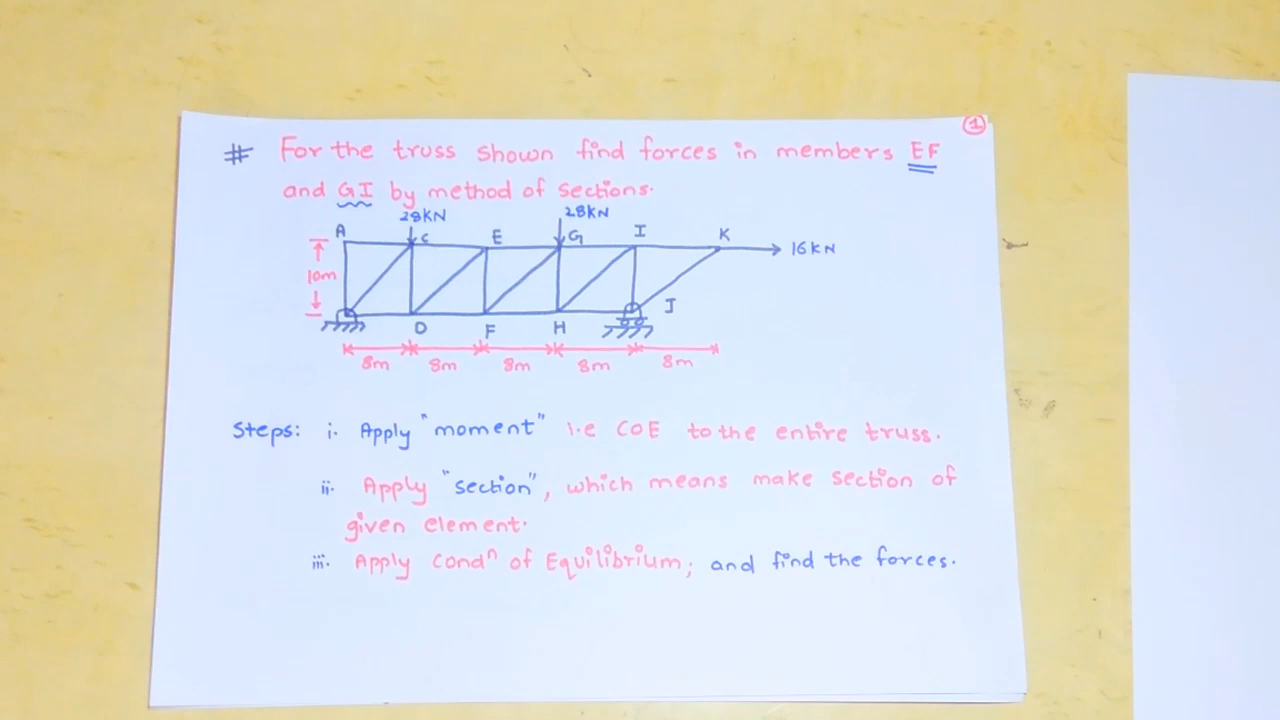 1
# For the truss shown find forces in members EF
and GI by method of sections.
28KN 28KN
A C E G I K 16KN
10m
D F H J
8m 8m 8m 8m 8m
Steps: i. Apply "moment" i.e COE to the entire truss.
ii. Apply "section", which means make section of
given element.
iii. Apply Condⁿ of Equilibrium; and find the forces.